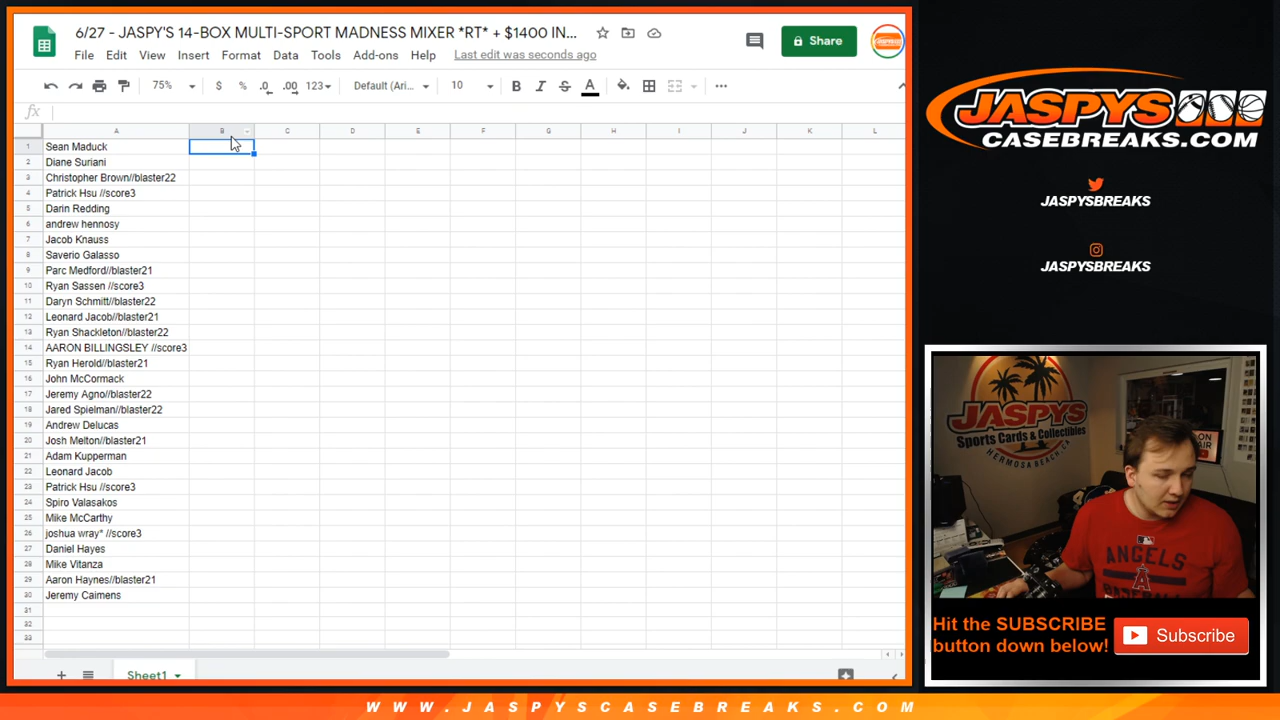 6/27 - JASPY'S 14-BOX MULTI-SPORT MADNESS MIXER *RT* + $1400 IN...
File Edit View Insert Format Data Tools Add-ons Help Last edit was seconds ago
Share
75% $ % .0 .00 123 Default (Ari... 10 B I S A
fx
A B C D E F G H I J K L
1 Sean Maduck
2 Diane Suriani
3 Christopher Brown//blaster22
4 Patrick Hsu //score3
5 Darin Redding
6 andrew hennosy
7 Jacob Knauss
8 Saverio Galasso
9 Parc Medford//blaster21
10 Ryan Sassen //score3
11 Daryn Schmitt//blaster22
12 Leonard Jacob//blaster21
13 Ryan Shackleton//blaster22
14 AARON BILLINGSLEY //score3
15 Ryan Herold//blaster21
16 John McCormack
17 Jeremy Agno//blaster22
18 Jared Spielman//blaster22
19 Andrew Delucas
20 Josh Melton//blaster21
21 Adam Kupperman
22 Leonard Jacob
23 Patrick Hsu //score3
24 Spiro Valasakos
25 Mike McCarthy
26 joshua wray* //score3
27 Daniel Hayes
28 Mike Vitanza
29 Aaron Haynes//blaster21
30 Jeremy Caimens
31
32
33
Sheet1
JASPYS
CASEBREAKS.COM
JASPYSBREAKS
JASPYSBREAKS
JASPYS
Sports Cards & Collectibles
HERMOSA BEACH, CA
ON
AIR
ANGELS
Hit the SUBSCRIBE
button down below!
Subscribe
WWW.JASPYSCASEBREAKS.COM